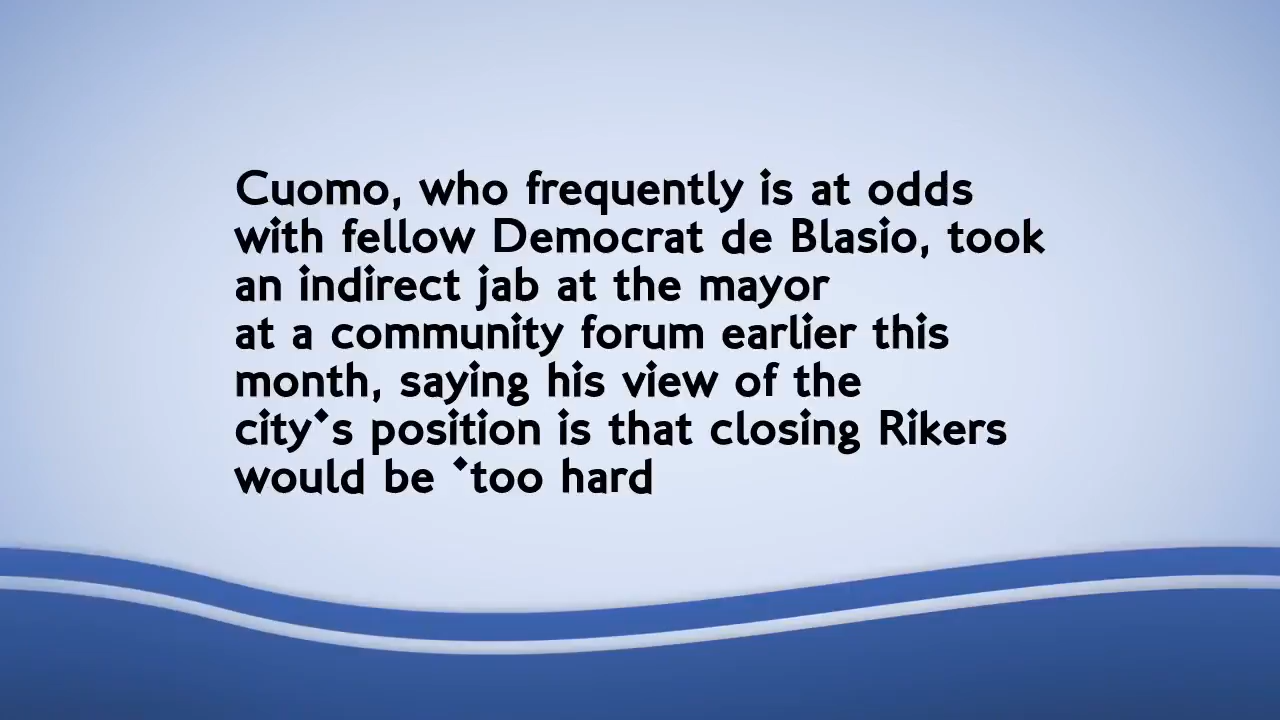 Cuomo, who frequently is at odds
with fellow Democrat de Blasio, took
an indirect jab at the mayor
at a community forum earlier this
month, saying his view of the
city's position is that closing Rikers
would be 'too hard